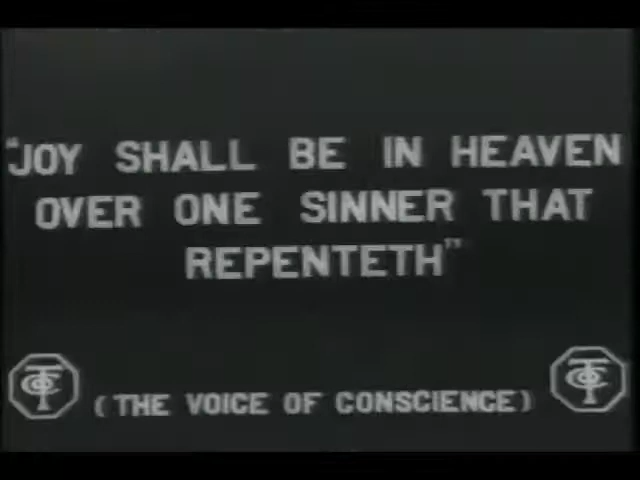 "JOY SHALL BE IN HEAVEN
OVER ONE SINNER THAT
REPENTETH"
(THE VOICE OF CONSCIENCE)